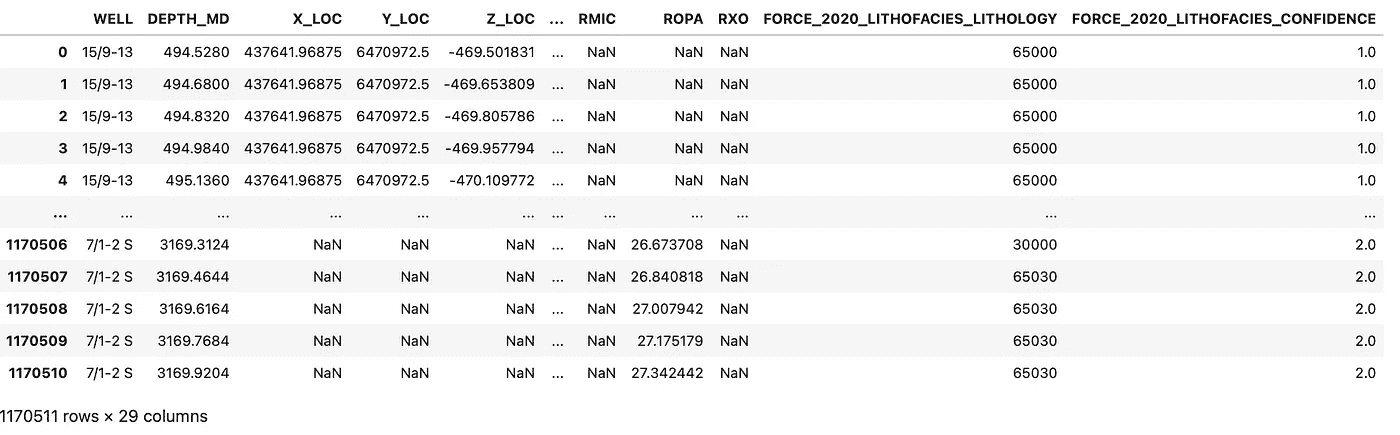 WELL DEPTH_MD X_LOC Y_LOC Z_LOC ... RMIC ROPA RXO FORCE_2020_LITHOFACIES_LITHOLOGY FORCE_2020_LITHOFACIES_CONFIDENCE
0 15/9-13 494.5280 437641.96875 6470972.5 -469.501831 ... NaN NaN NaN 65000 1.0
1 15/9-13 494.6800 437641.96875 6470972.5 -469.653809 ... NaN NaN NaN 65000 1.0
2 15/9-13 494.8320 437641.96875 6470972.5 -469.805786 ... NaN NaN NaN 65000 1.0
3 15/9-13 494.9840 437641.96875 6470972.5 -469.957794 ... NaN NaN NaN 65000 1.0
4 15/9-13 495.1360 437641.96875 6470972.5 -470.109772 ... NaN NaN NaN 65000 1.0
... ... ... ... ... ... ... ... ... ... ... ...
1170506 7/1-2 S 3169.3124 NaN NaN NaN ... NaN 26.673708 NaN 30000 2.0
1170507 7/1-2 S 3169.4644 NaN NaN NaN ... NaN 26.840818 NaN 65030 2.0
1170508 7/1-2 S 3169.6164 NaN NaN NaN ... NaN 27.007942 NaN 65030 2.0
1170509 7/1-2 S 3169.7684 NaN NaN NaN ... NaN 27.175179 NaN 65030 2.0
1170510 7/1-2 S 3169.9204 NaN NaN NaN ... NaN 27.342442 NaN 65030 2.0
1170511 rows × 29 columns